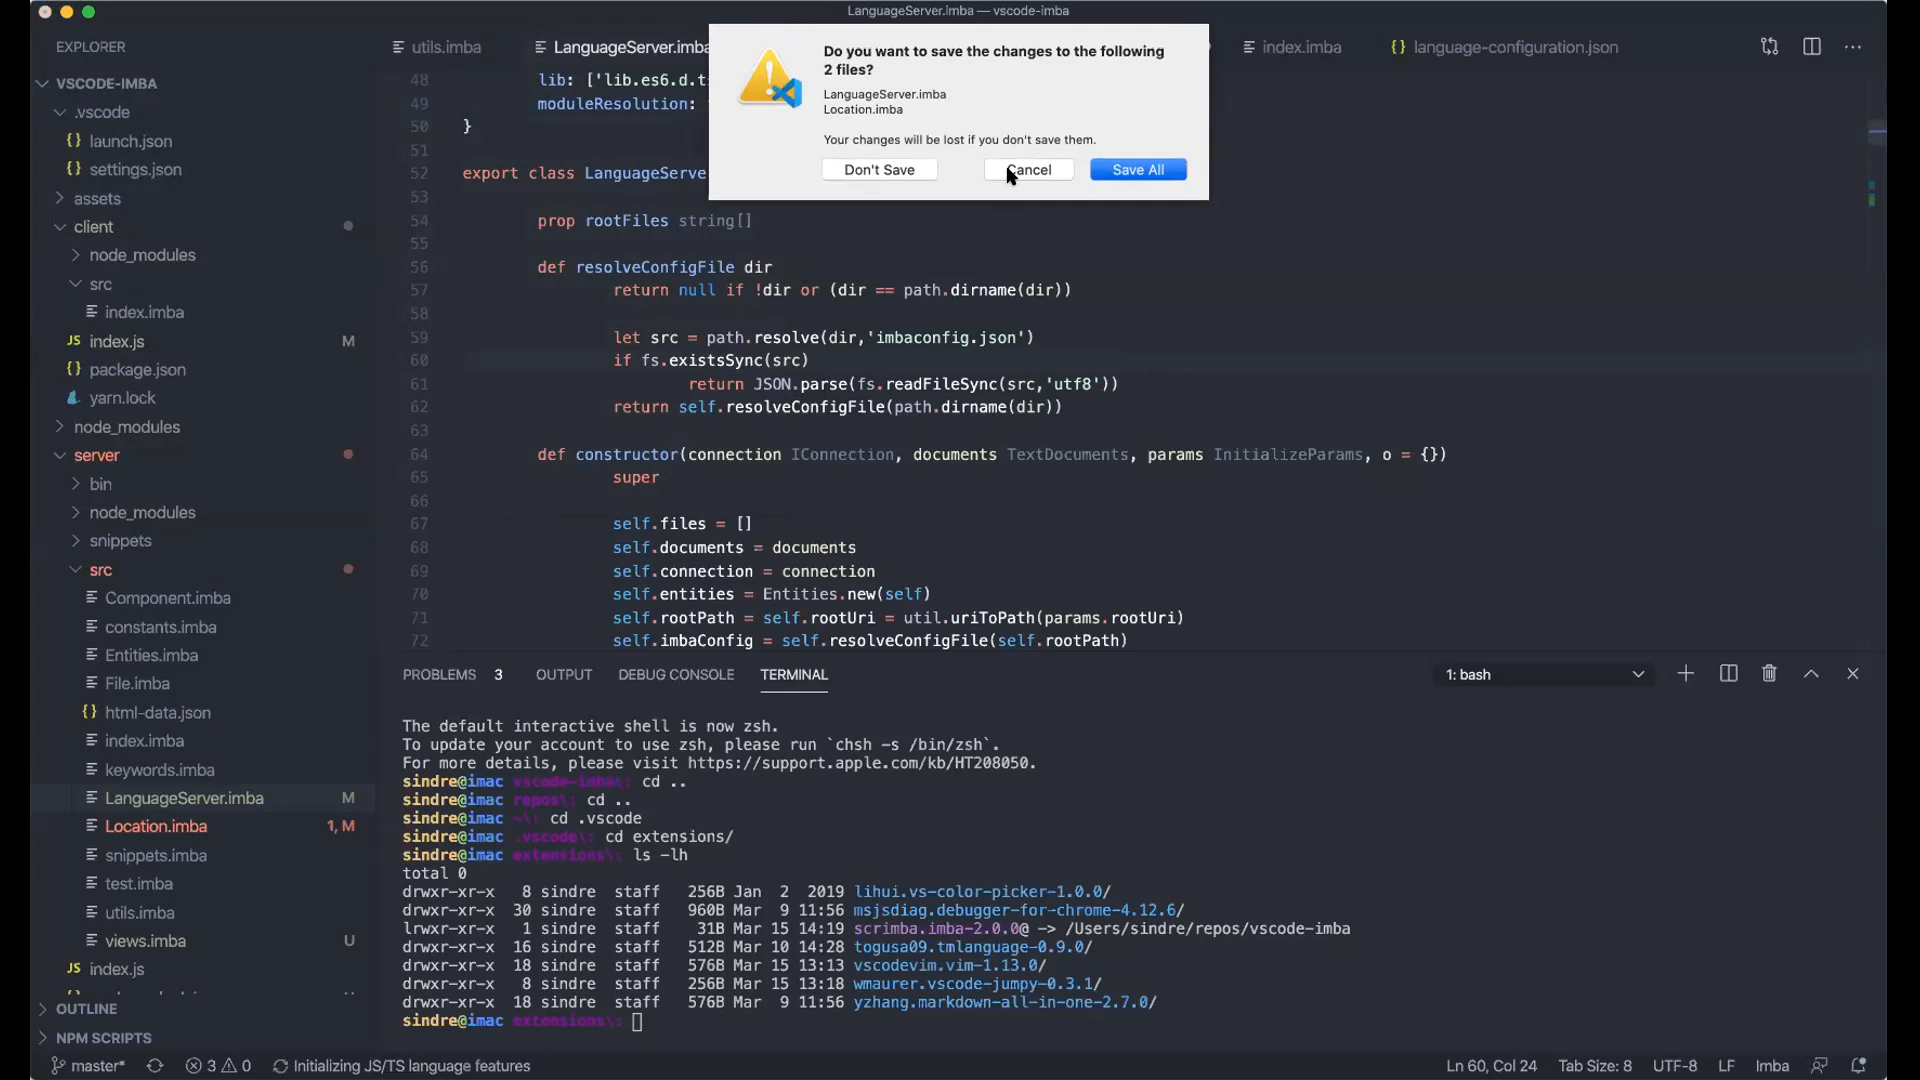 LanguageServer.imba — vscode-imba
EXPLORER
VSCODE-IMBA
.vscode
launch.json
settings.json
assets
client
node_modules
src
index.imba
index.js M
package.json
yarn.lock
node_modules
server
bin
node_modules
snippets
src
Component.imba
constants.imba
Entities.imba
File.imba
html-data.json
index.imba
keywords.imba
LanguageServer.imba M
Location.imba 1, M
snippets.imba
test.imba
utils.imba
views.imba U
JS index.js
OUTLINE
NPM SCRIPTS
utils.imba LanguageServer.imba index.imba {} language-configuration.json
Do you want to save the changes to the following
2 files?
LanguageServer.imba
Location.imba
Your changes will be lost if you don't save them.
Don't Save Cancel Save All
48 lib: ['lib.es6.d.ts
49 moduleResolution:
50 }
51
52 export class LanguageServe
53
54 prop rootFiles string[]
55
56 def resolveConfigFile dir
57 return null if !dir or (dir == path.dirname(dir))
58
59 let src = path.resolve(dir,'imbaconfig.json')
60 if fs.existsSync(src)
61 return JSON.parse(fs.readFileSync(src,'utf8'))
62 return self.resolveConfigFile(path.dirname(dir))
63
64 def constructor(connection IConnection, documents TextDocuments, params InitializeParams, o = {})
65 super
66
67 self.files = []
68 self.documents = documents
69 self.connection = connection
70 self.entities = Entities.new(self)
71 self.rootPath = self.rootUri = util.uriToPath(params.rootUri)
72 self.imbaConfig = self.resolveConfigFile(self.rootPath)
PROBLEMS 3 OUTPUT DEBUG CONSOLE TERMINAL 1: bash
The default interactive shell is now zsh.
To update your account to use zsh, please run `chsh -s /bin/zsh`.
For more details, please visit https://support.apple.com/kb/HT208050.
sindre@imac vscode-imba\: cd ..
sindre@imac repos\: cd ..
sindre@imac ~\: cd .vscode
sindre@imac .vscode\: cd extensions/
sindre@imac extensions\: ls -lh
total 0
drwxr-xr-x 8 sindre staff 256B Jan 2 2019 lihui.vs-color-picker-1.0.0/
drwxr-xr-x 30 sindre staff 960B Mar 9 11:56 msjsdiag.debugger-for-chrome-4.12.6/
lrwxr-xr-x 1 sindre staff 31B Mar 15 14:19 scrimba.imba-2.0.0@ -> /Users/sindre/repos/vscode-imba
drwxr-xr-x 16 sindre staff 512B Mar 10 14:28 togusa09.tmlanguage-0.9.0/
drwxr-xr-x 18 sindre staff 576B Mar 15 13:13 vscodevim.vim-1.13.0/
drwxr-xr-x 8 sindre staff 256B Mar 15 13:18 wmaurer.vscode-jumpy-0.3.1/
drwxr-xr-x 18 sindre staff 576B Mar 9 11:56 yzhang.markdown-all-in-one-2.7.0/
sindre@imac extensions\:
master* 3 0 Initializing JS/TS language features Ln 60, Col 24 Tab Size: 8 UTF-8 LF Imba